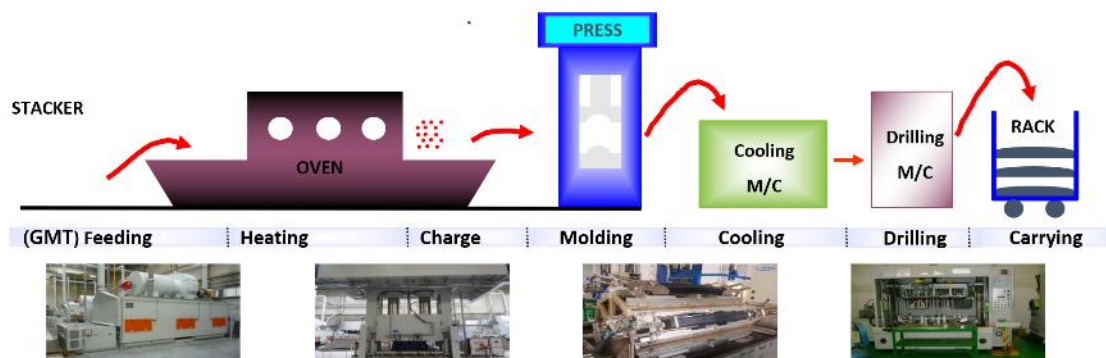 PRESS
STACKER
OVEN
Cooling
M/C
Drilling
M/C
RACK
(GMT) Feeding
Heating
Charge
Molding
Cooling
Drilling
Carrying